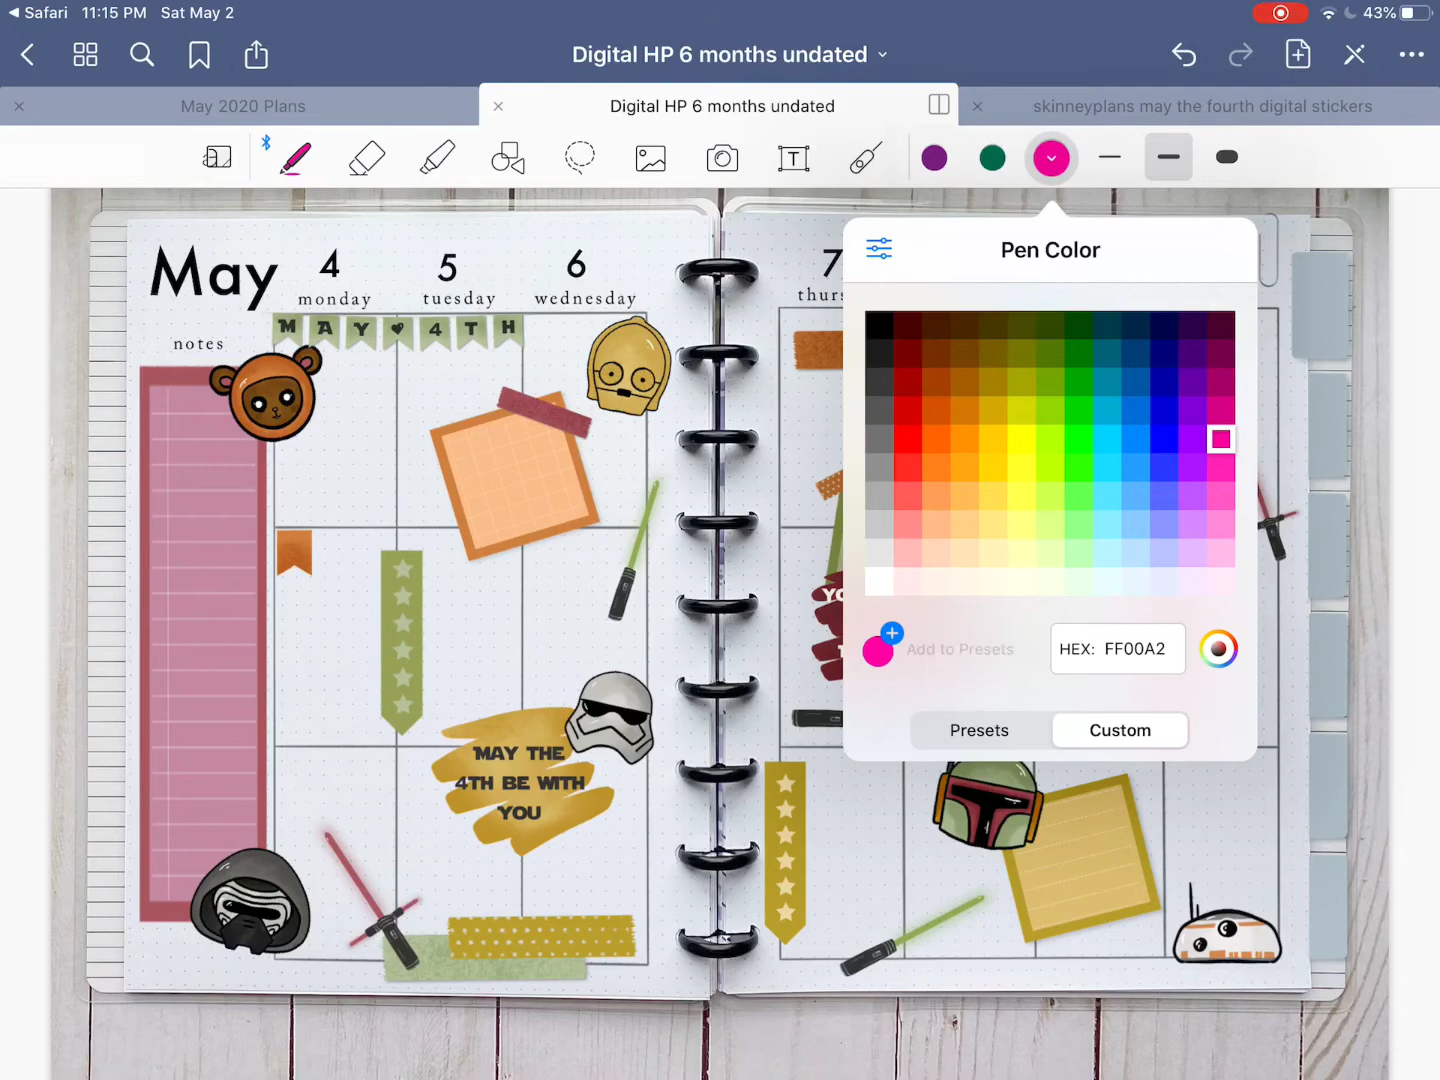 Safari 11:15 PM Sat May 2
43%
Digital HP 6 months undated
May 2020 Plans
Digital HP 6 months undated
skinneyplans may the fourth digital stickers
T
May
4
5
6
7
monday
tuesday
wednesday
thurs
notes
MAY 4TH
MAY THE
4TH BE WITH
YOU
YO
Pen Color
Add to Presets
HEX: FF00A2
Presets
Custom